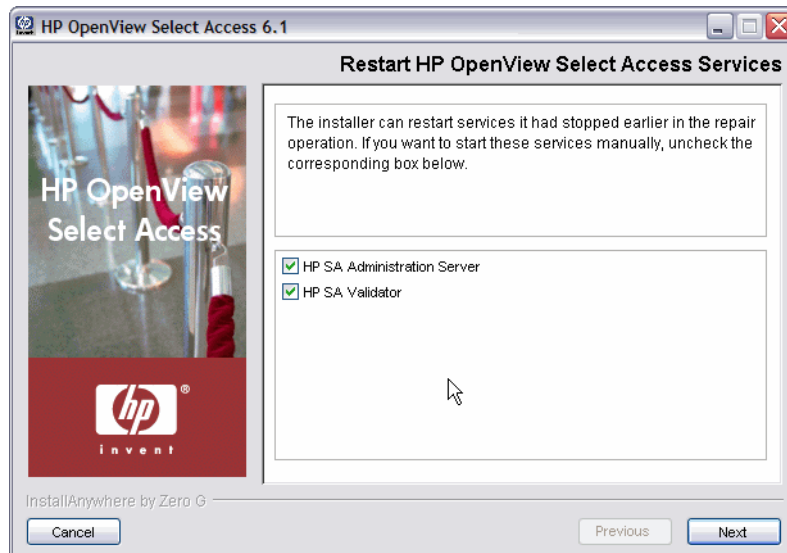 HP OpenView Select Access 6.1
Restart HP OpenView Select Access Services
HP OpenView
Select Access
hp
®
invent
The installer can restart services it had stopped earlier in the repair
operation. If you want to start these services manually, uncheck the
corresponding box below.
HP SA Administration Server
HP SA Validator
InstallAnywhere by Zero G
Cancel
Previous
Next